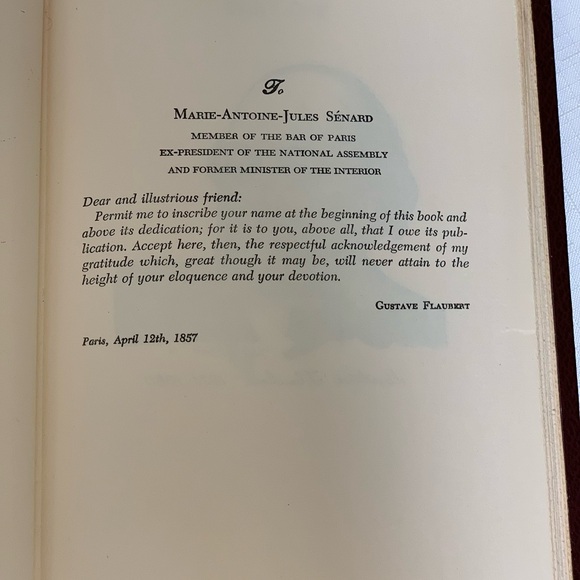 To
MARIE-ANTOINE-JULES SÉNARD
MEMBER OF THE BAR OF PARIS
EX-PRESIDENT OF THE NATIONAL ASSEMBLY
AND FORMER MINISTER OF THE INTERIOR
Dear and illustrious friend:
Permit me to inscribe your name at the beginning of this book and
above its dedication; for it is to you, above all, that I owe its pub-
lication. Accept here, then, the respectful acknowledgement of my
gratitude which, great though it may be, will never attain to the
height of your eloquence and your devotion.
GUSTAVE FLAUBERT
Paris, April 12th, 1857